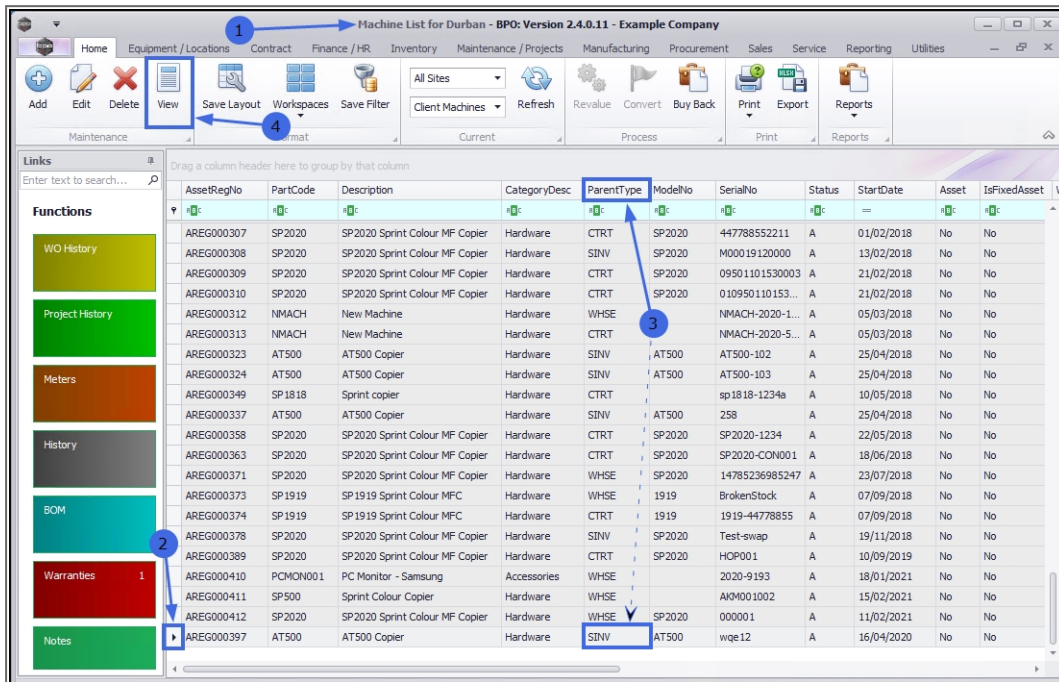 Machine List for Durban - BPO: Version 2.4.0.11 - Example Company
1
Home Equipment / Locations Contract Finance / HR Inventory Maintenance / Projects Manufacturing Procurement Sales Service Reporting Utilities
Add Edit Delete View Save Layout Workspaces Save Filter All Sites Client Machines Refresh Revalue Convert Buy Back Print Export Reports
4
Maintenance Format Current Process Print Reports
Links
Enter text to search...
Drag a column header here to group by that column
Functions
WO History
Project History
Meters
History
BOM
Warranties 1
Notes
AssetRegNo PartCode Description CategoryDesc ParentType ModelNo SerialNo Status StartDate Asset IsFixedAsset
AREG000307 SP2020 SP2020 Sprint Colour MF Copier Hardware CTRT SP2020 447788552211 A 01/02/2018 No No
AREG000308 SP2020 SP2020 Sprint Colour MF Copier Hardware SINV SP2020 M00019120000 A 13/02/2018 No No
AREG000309 SP2020 SP2020 Sprint Colour MF Copier Hardware CTRT SP2020 09501101530003 A 21/02/2018 No No
AREG000310 SP2020 SP2020 Sprint Colour MF Copier Hardware CTRT SP2020 010950110153... A 21/02/2018 No No
AREG000312 NMACH New Machine Hardware WHSE NMACH-2020-1... A 05/03/2018 No No
3
AREG000313 NMACH New Machine Hardware CTRT NMACH-2020-5... A 05/03/2018 No No
AREG000323 AT500 AT500 Copier Hardware SINV AT500 AT500-102 A 25/04/2018 No No
AREG000324 AT500 AT500 Copier Hardware SINV AT500 AT500-103 A 25/04/2018 No No
AREG000349 SP1818 Sprint copier Hardware CTRT sp1818-1234a A 10/05/2018 No No
AREG000337 AT500 AT500 Copier Hardware SINV AT500 258 A 25/04/2018 No No
AREG000358 SP2020 SP2020 Sprint Colour MF Copier Hardware CTRT SP2020 SP2020-1234 A 22/05/2018 No No
AREG000363 SP2020 SP2020 Sprint Colour MF Copier Hardware CTRT SP2020 SP2020-CON001 A 18/06/2018 No No
AREG000371 SP2020 SP2020 Sprint Colour MF Copier Hardware WHSE SP2020 14785236985247 A 23/07/2018 No No
AREG000373 SP1919 SP1919 Sprint Colour MFC Hardware WHSE 1919 BrokenStock A 07/09/2018 No No
AREG000374 SP1919 SP1919 Sprint Colour MFC Hardware CTRT 1919 1919-44778855 A 07/09/2018 No No
AREG000378 SP2020 SP2020 Sprint Colour MF Copier Hardware SINV SP2020 Test-swap A 19/11/2018 No No
2
AREG000389 SP2020 SP2020 Sprint Colour MF Copier Hardware CTRT SP2020 HOP001 A 10/09/2019 No No
AREG000410 PCMON001 PC Monitor - Samsung Accessories WHSE 2020-9193 A 18/01/2021 No No
AREG000411 SP500 Sprint Colour Copier Hardware WHSE AKM001002 A 15/02/2021 No No
AREG000412 SP2020 SP2020 Sprint Colour MF Copier Hardware WHSE SP2020 000001 A 11/02/2021 No No
AREG000397 AT500 AT500 Copier Hardware SINV AT500 wqe12 A 16/04/2020 No No